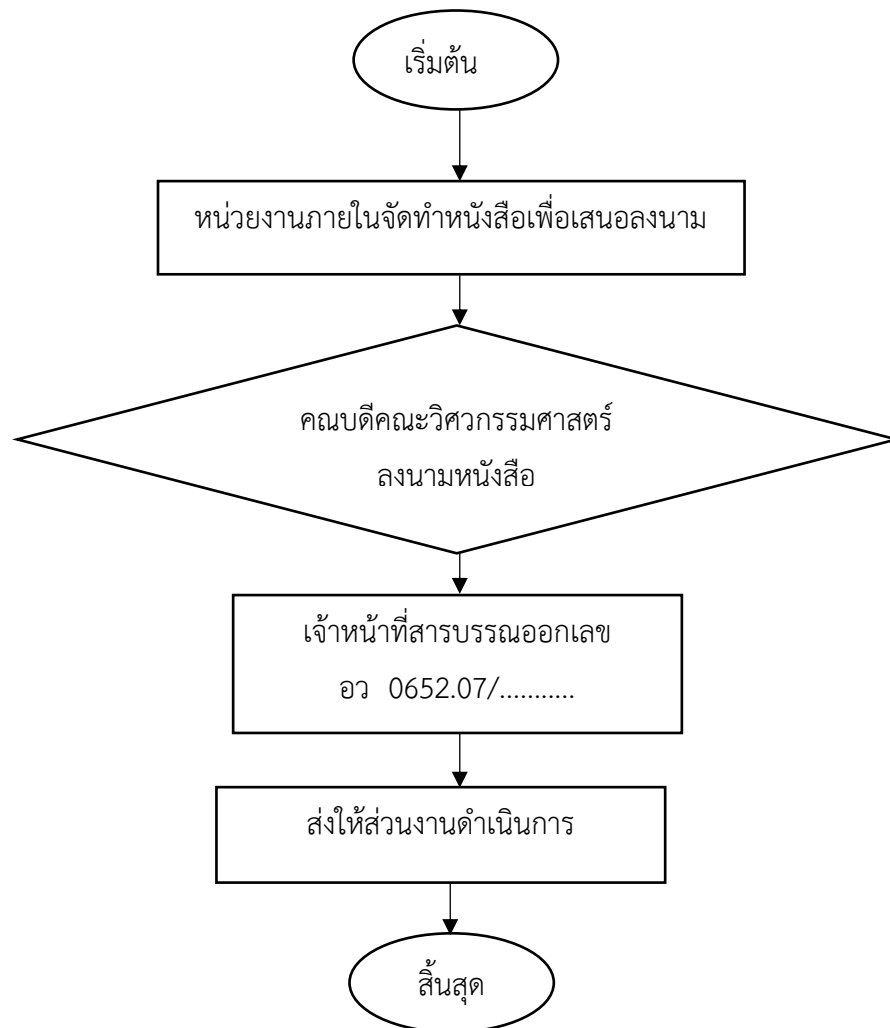 เริ่มต้น
หน่วยงานภายในจัดทำหนังสือเพื่อเสนอลงนาม
คณบดีคณะวิศวกรรมศาสตร์
ลงนามหนังสือ
เจ้าหน้าที่สารบรรณออกเลข
อว 0652.07/...........
ส่งให้ส่วนงานดำเนินการ
สิ้นสุด